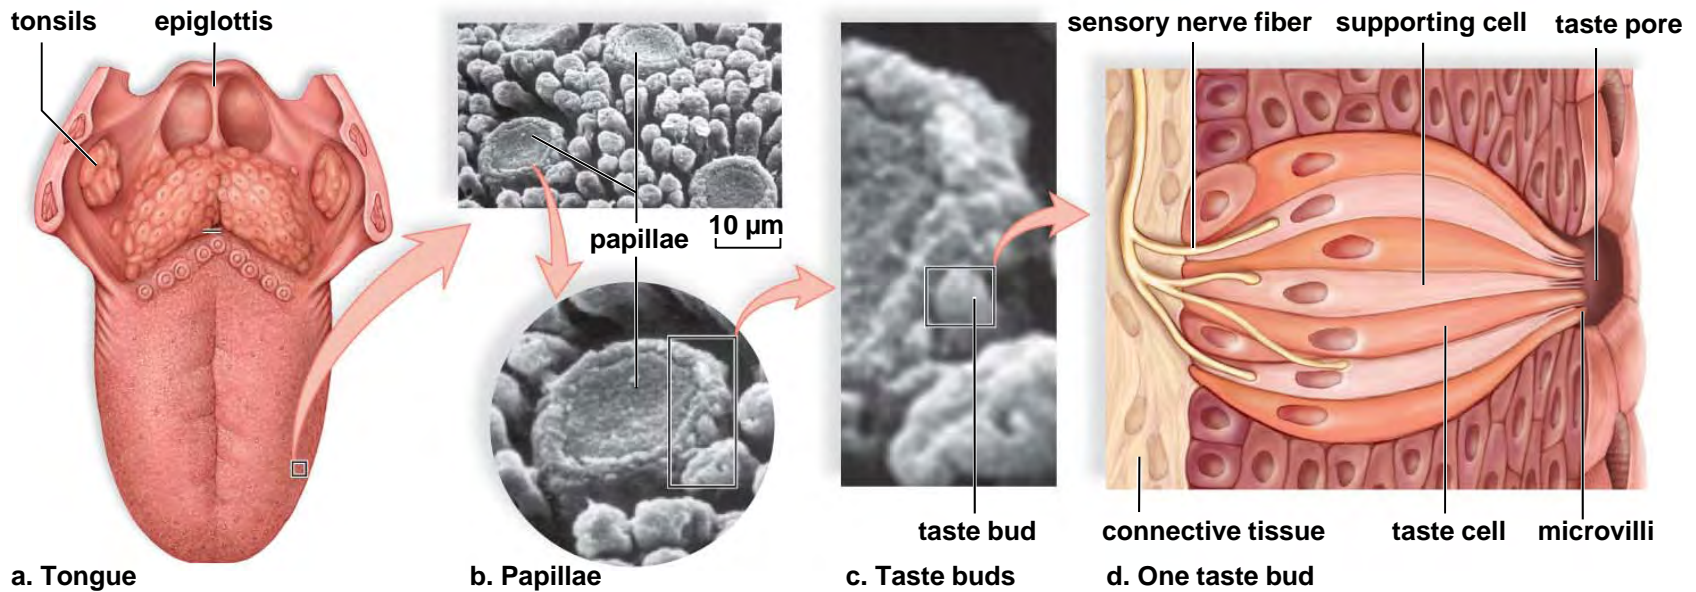 tonsils
epiglottis
sensory nerve fiber
supporting cell
taste pore
papillae
10 µm
taste bud
connective tissue
taste cell
microvilli
a. Tongue
b. Papillae
c. Taste buds
d. One taste bud